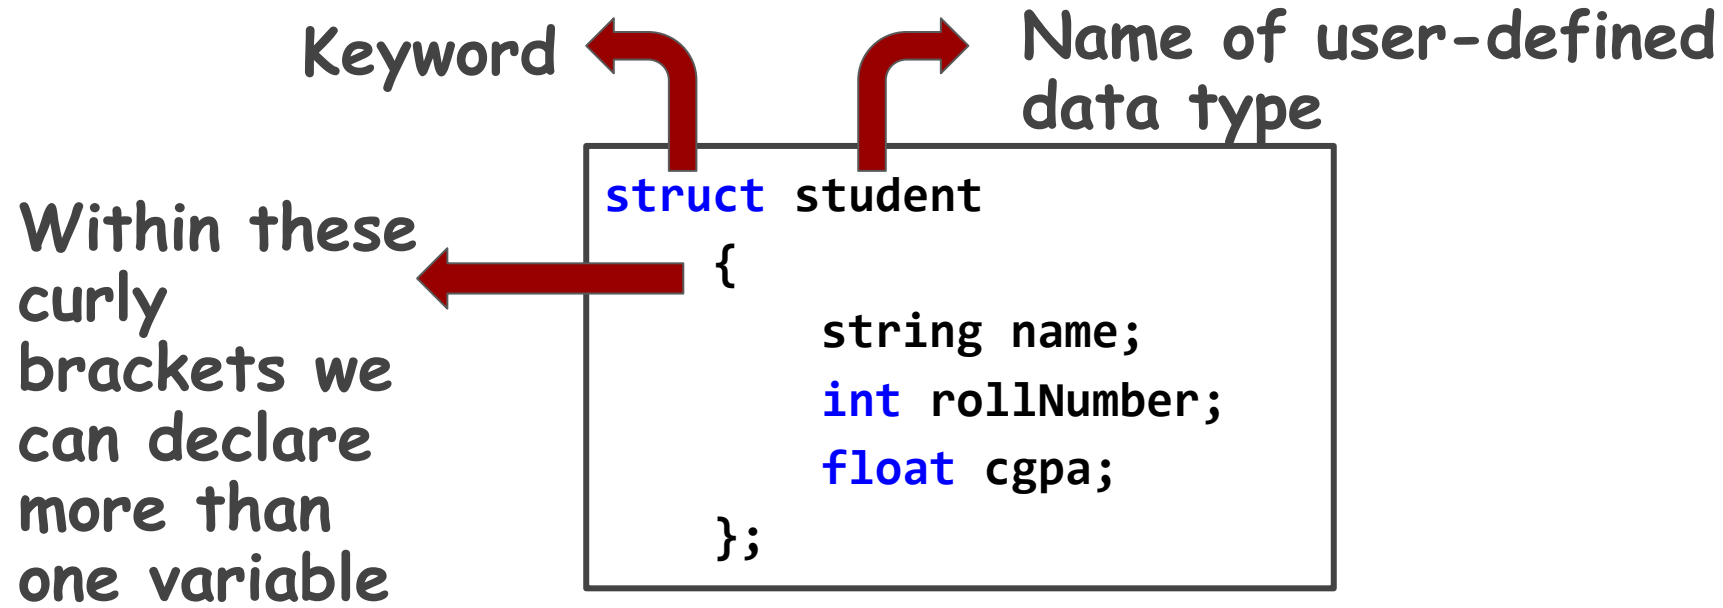 Keyword
Name of user-defined
data type
Within these
curly
brackets we
can declare
more than
one variable
struct student
{
string name;
int rollNumber;
float cgpa;
};